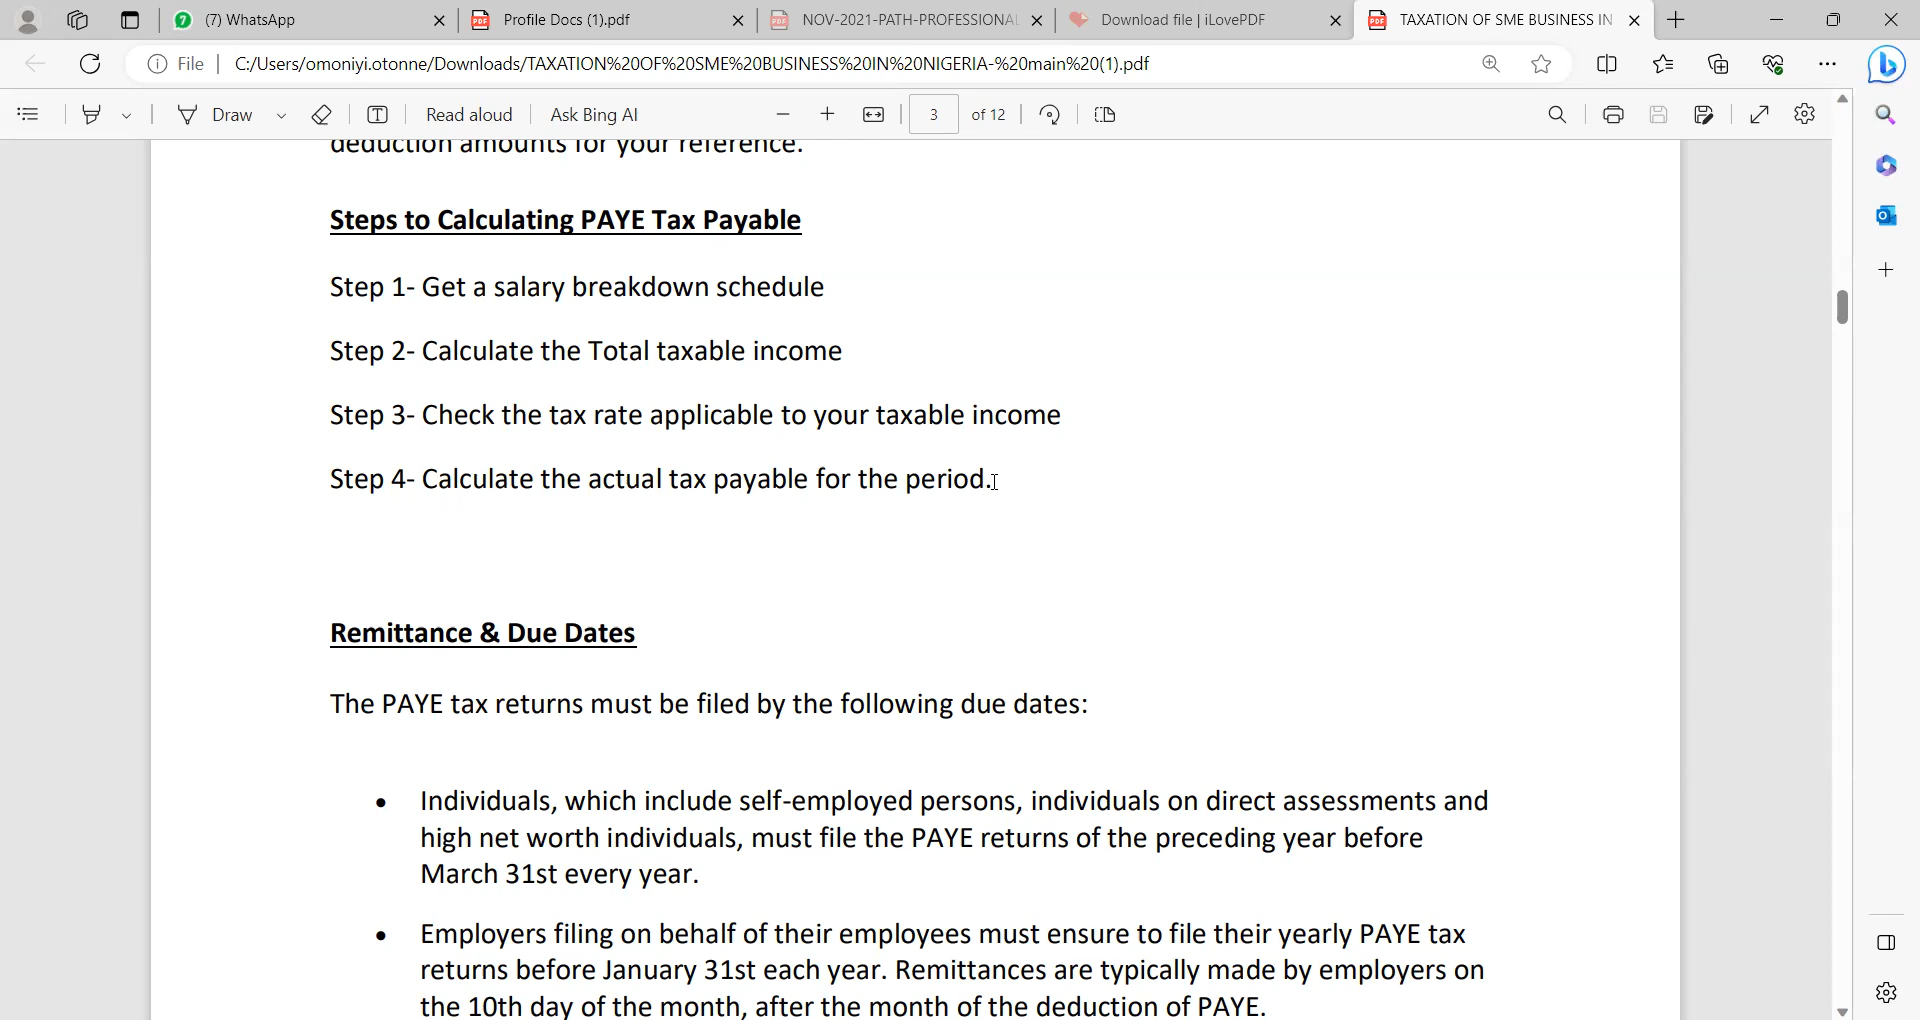 (7) WhatsApp
Profile Docs (1).pdf
NOV-2021-PATH-PROFESSIONAL
Download file | iLovePDF
TAXATION OF SME BUSINESS IN
File
C:/Users/omoniyi.otonne/Downloads/TAXATION%20OF%20SME%20BUSINESS%20IN%20NIGERIA-%20main%20(1).pdf
Draw
Read aloud
Ask Bing AI
3
of 12
deduction amounts for your reference.
Steps to Calculating PAYE Tax Payable
Step 1- Get a salary breakdown schedule
Step 2- Calculate the Total taxable income
Step 3- Check the tax rate applicable to your taxable income
Step 4- Calculate the actual tax payable for the period.
Remittance & Due Dates
The PAYE tax returns must be filed by the following due dates:
• Individuals, which include self-employed persons, individuals on direct assessments and
high net worth individuals, must file the PAYE returns of the preceding year before
March 31st every year.
• Employers filing on behalf of their employees must ensure to file their yearly PAYE tax
returns before January 31st each year. Remittances are typically made by employers on
the 10th day of the month, after the month of the deduction of PAYE.